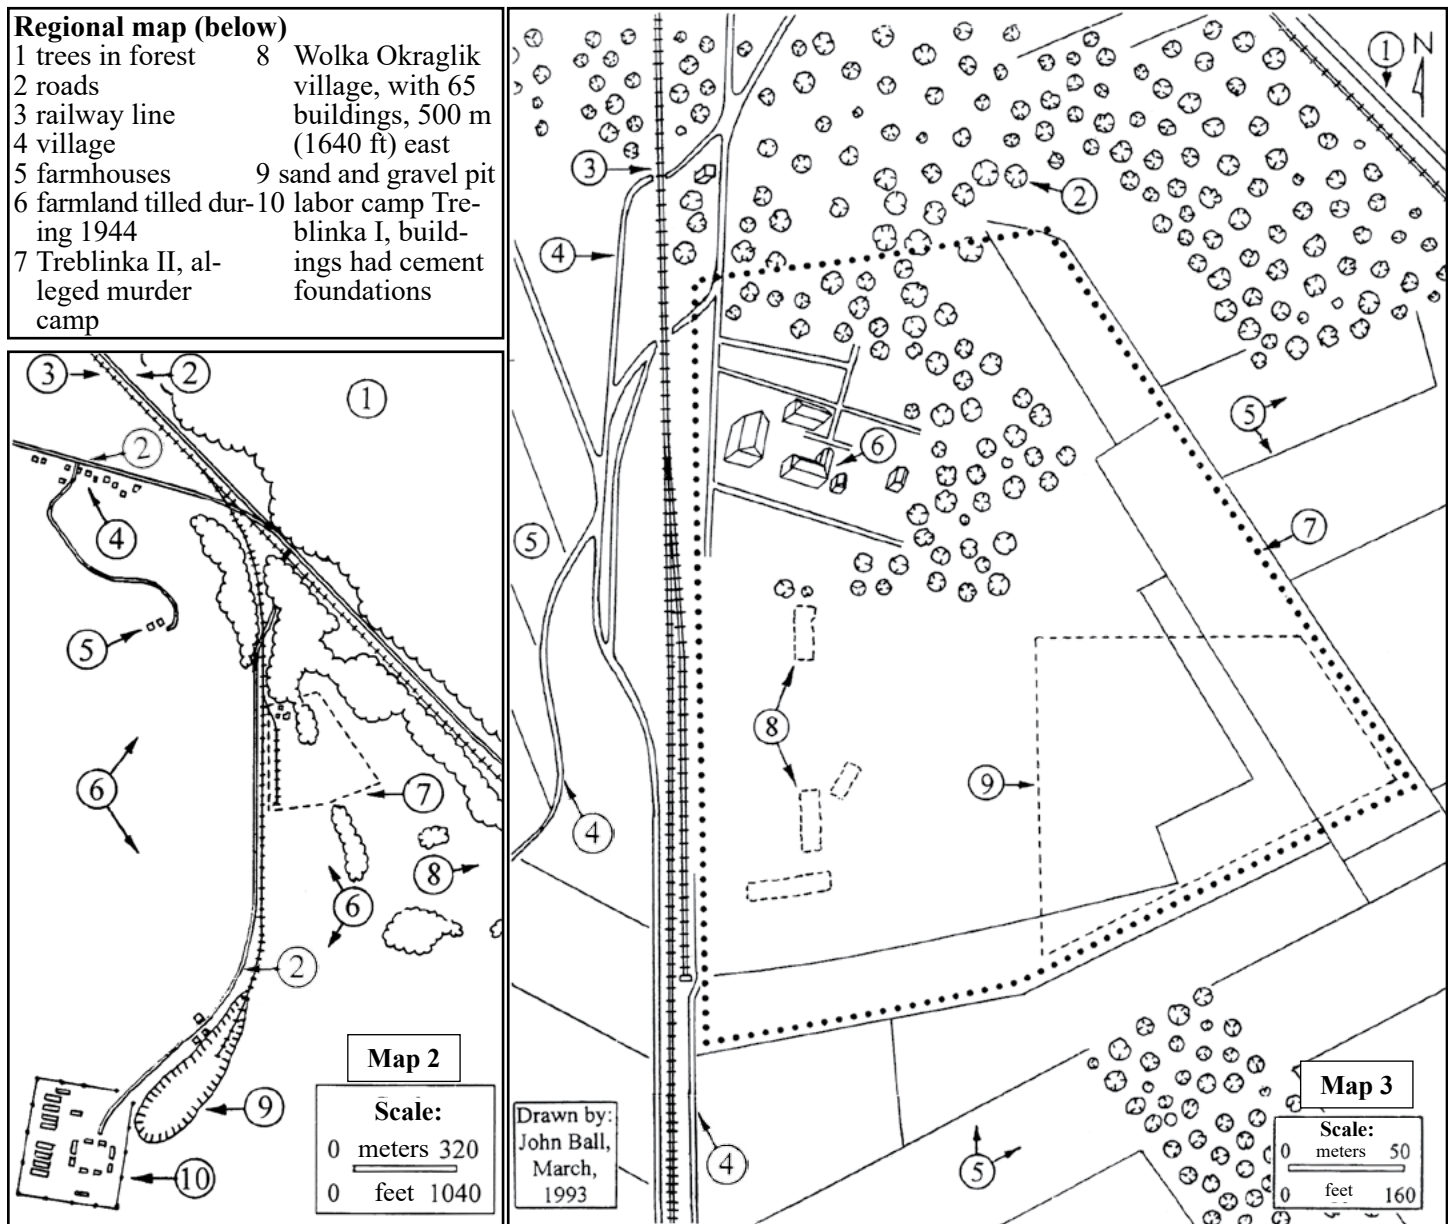 Regional map (below)
1 trees in forest
2 roads
3 railway line
4 village
5 farmhouses
6 farmland tilled dur-
ing 1944
7 Treblinka II, al-
leged murder
camp
8 Wolka Okraglik
village, with 65
buildings, 500 m
(1640 ft) east
9 sand and gravel pit
10 labor camp Tre-
blinka I, build-
ings had cement
foundations
3
2
1
2
4
5
6
7
8
6
2
9
10
Map 2
Scale:
0 meters 320
0 feet 1040
1
N
3
2
4
5
6
5
7
8
9
4
4
5
Drawn by:
John Ball,
March,
1993
Map 3
Scale:
0 meters 50
0 feet 160